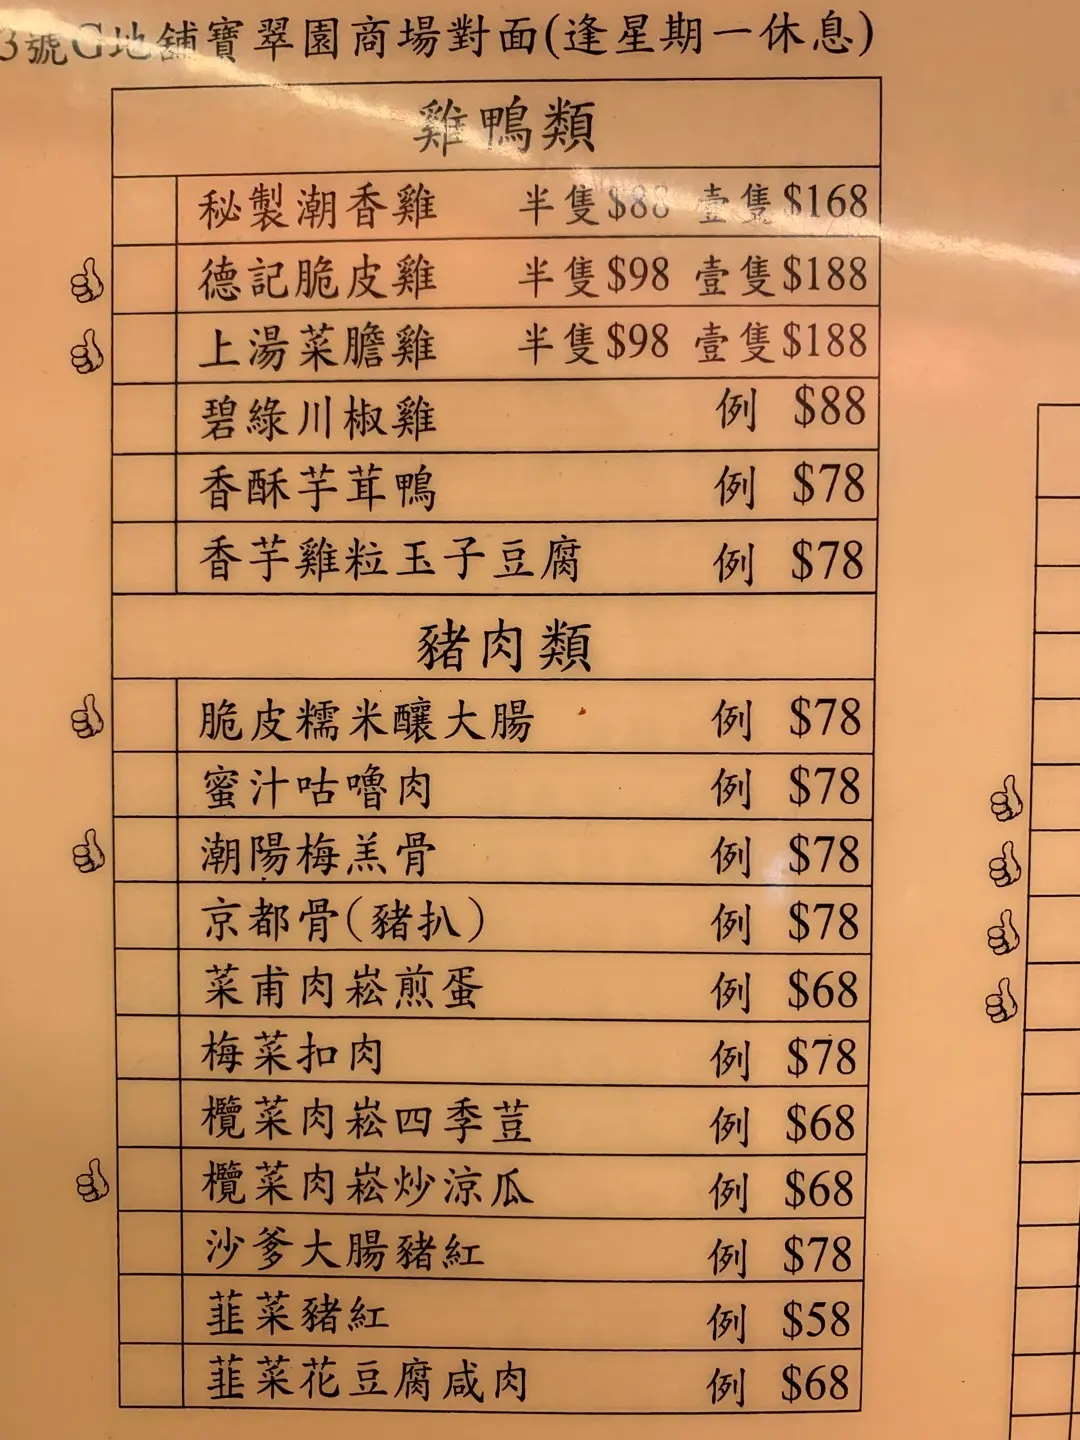 3號G地舖寶翠園商場對面(逢星期一休息)
雞鴨類
秘製潮香雞 半隻$88 壹隻$168
德記脆皮雞 半隻$98 壹隻$188
上湯菜膽雞 半隻$98 壹隻$188
碧綠川椒雞 例 $88
香酥芋茸鴨 例 $78
香芋雞粒玉子豆腐 例 $78
豬肉類
脆皮糯米釀大腸 例 $78
蜜汁咕嚕肉 例 $78
潮陽梅羔骨 例 $78
京都骨(豬扒) 例 $78
菜甫肉崧煎蛋 例 $68
梅菜扣肉 例 $78
欖菜肉崧四季荳 例 $68
欖菜肉崧炒涼瓜 例 $68
沙爹大腸豬紅 例 $78
韮菜豬紅 例 $58
韮菜花豆腐咸肉 例 $68